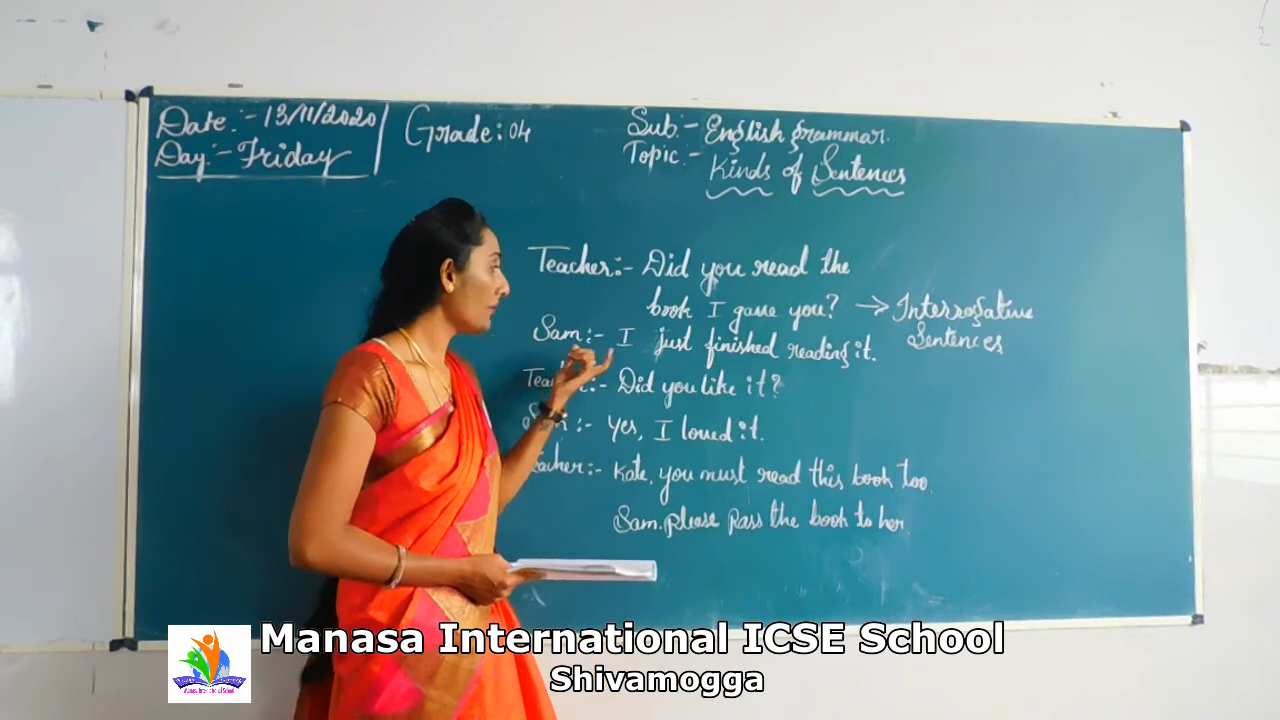 Date:- 13/11/2020
Day:- Friday
Grade: 04
Sub:- English grammar.
Topic:- Kinds of Sentences
Teacher:- Did you read the
book I gave you? → Interrogative
Sentences
Sam:- I just finished reading it.
:- Did you like it?
:- Yes, I loved it.
:- Kate, you must read this book too.
Sam. please pass the book to her.
Manasa International ICSE School
Shivamogga